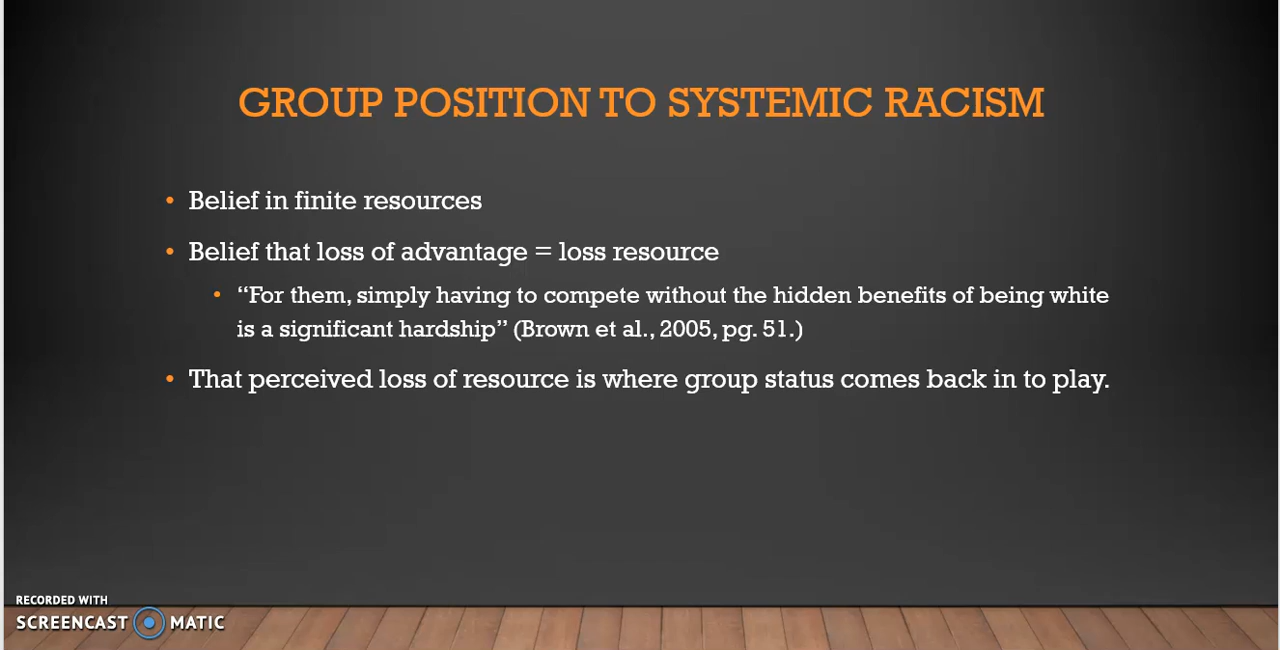 GROUP POSITION TO SYSTEMIC RACISM
• Belief in finite resources
• Belief that loss of advantage = loss resource
• “For them, simply having to compete without the hidden benefits of being white
is a significant hardship” (Brown et al., 2005, pg. 51.)
• That perceived loss of resource is where group status comes back in to play.
RECORDED WITH
SCREENCAST MATIC